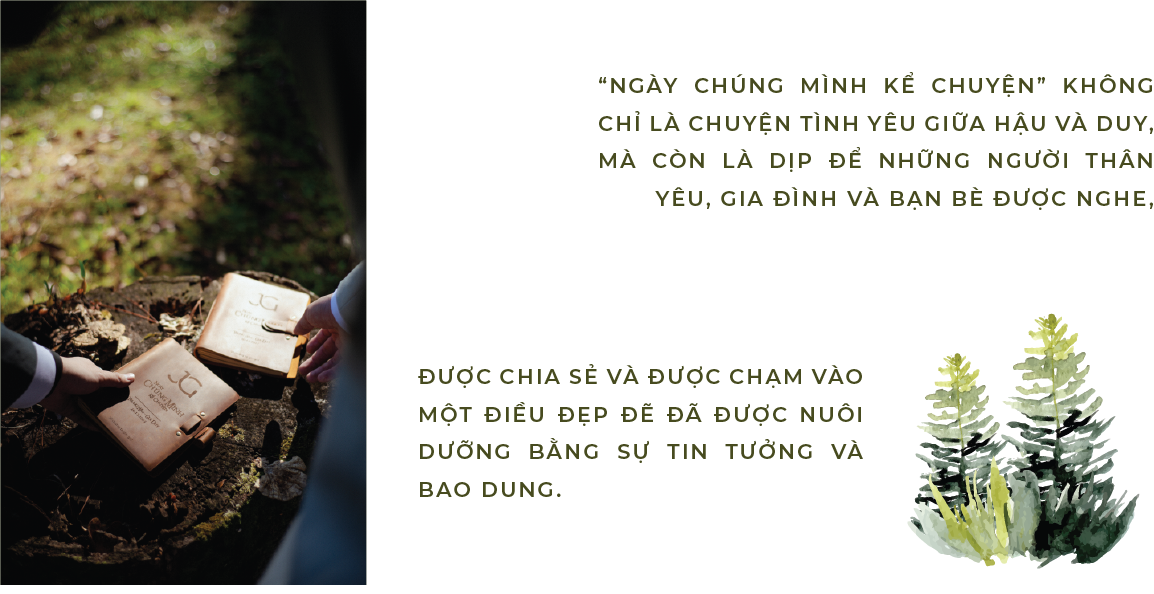 “NGÀY CHÚNG MÌNH KỂ CHUYỆN” KHÔNG
CHỈ LÀ CHUYỆN TÌNH YÊU GIỮA HẬU VÀ DUY,
MÀ CÒN LÀ DỊP ĐỂ NHỮNG NGƯỜI THÂN
YÊU, GIA ĐÌNH VÀ BẠN BÈ ĐƯỢC NGHE,
ĐƯỢC CHIA SẺ VÀ ĐƯỢC CHẠM VÀO
MỘT ĐIỀU ĐẸP ĐẼ ĐÃ ĐƯỢC NUÔI
DƯỠNG BẰNG SỰ TIN TƯỞNG VÀ
BAO DUNG.